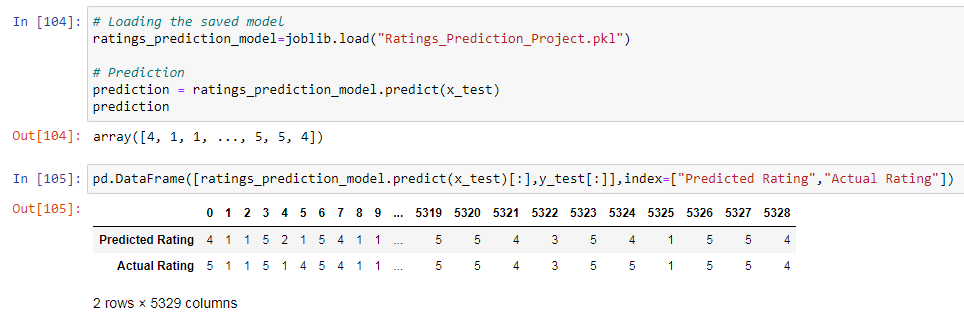 In [104]: # Loading the saved model
ratings_prediction_model=joblib.load("Ratings_Prediction_Project.pkl")
# Prediction
prediction = ratings_prediction_model.predict(x_test)
prediction
Out[104]: array([4, 1, 1, ..., 5, 5, 4])
In [105]: pd.DataFrame([ratings_prediction_model.predict(x_test)[:],y_test[:]],index=["Predicted Rating","Actual Rating"])
Out[105]:
0 1 2 3 4 5 6 7 8 9 ... 5319 5320 5321 5322 5323 5324 5325 5326 5327 5328
Predicted Rating 4 1 1 5 2 1 5 4 1 1 ... 5 5 4 3 5 4 1 5 5 4
Actual Rating 5 1 1 5 1 4 5 4 1 1 ... 5 5 4 3 5 5 1 5 5 4
2 rows × 5329 columns